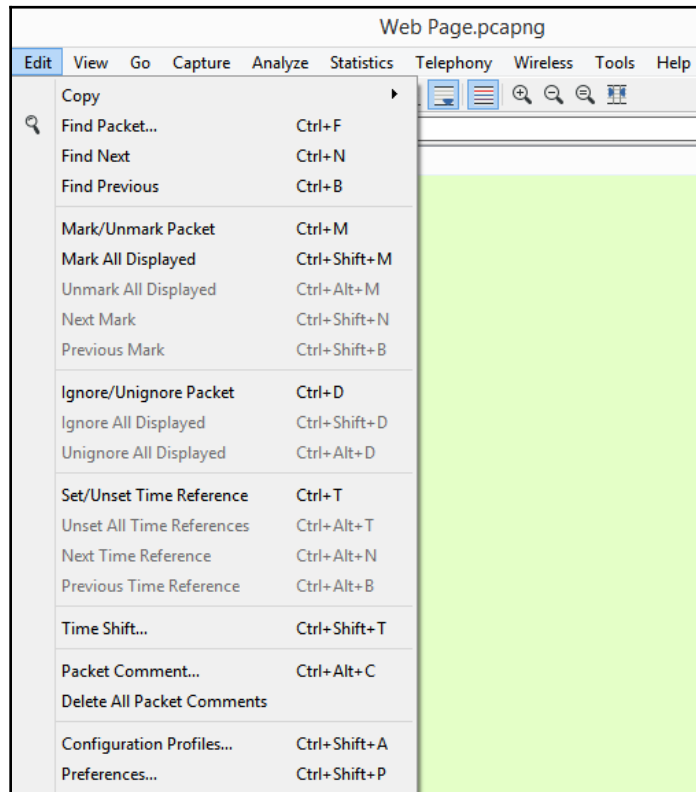 Web Page.pcapng
Edit View Go Capture Analyze Statistics Telephony Wireless Tools Help
Copy
Find Packet... Ctrl+F
Find Next Ctrl+N
Find Previous Ctrl+B
Mark/Unmark Packet Ctrl+M
Mark All Displayed Ctrl+Shift+M
Unmark All Displayed Ctrl+Alt+M
Next Mark Ctrl+Shift+N
Previous Mark Ctrl+Shift+B
Ignore/Unignore Packet Ctrl+D
Ignore All Displayed Ctrl+Shift+D
Unignore All Displayed Ctrl+Alt+D
Set/Unset Time Reference Ctrl+T
Unset All Time References Ctrl+Alt+T
Next Time Reference Ctrl+Alt+N
Previous Time Reference Ctrl+Alt+B
Time Shift... Ctrl+Shift+T
Packet Comment... Ctrl+Alt+C
Delete All Packet Comments
Configuration Profiles... Ctrl+Shift+A
Preferences... Ctrl+Shift+P